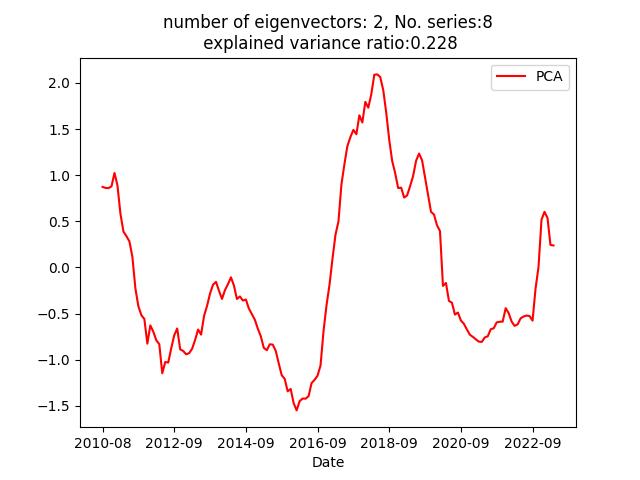 number of eigenvectors: 2, No. series:8
explained variance ratio:0.228
PCA
2.0
1.5
1.0
0.5
0.0
−0.5
−1.0
−1.5
2010-08 2012-09 2014-09 2016-09 2018-09 2020-09 2022-09
Date